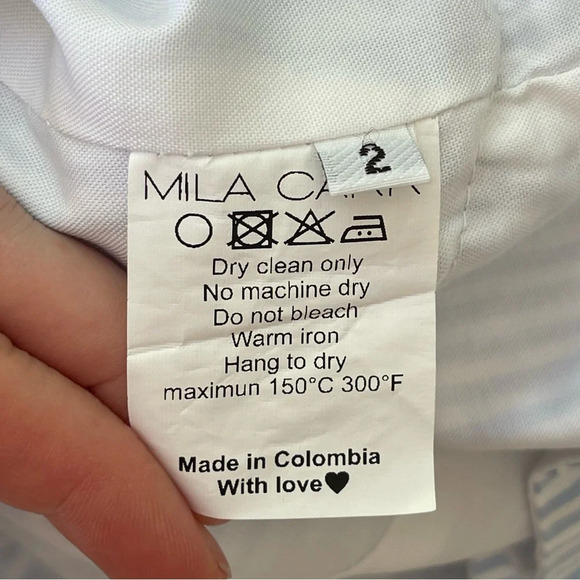 2
MILA
Dry clean only
No machine dry
Do not bleach
Warm iron
Hang to dry
maximun 150°C 300°F
Made in Colombia
With love♥